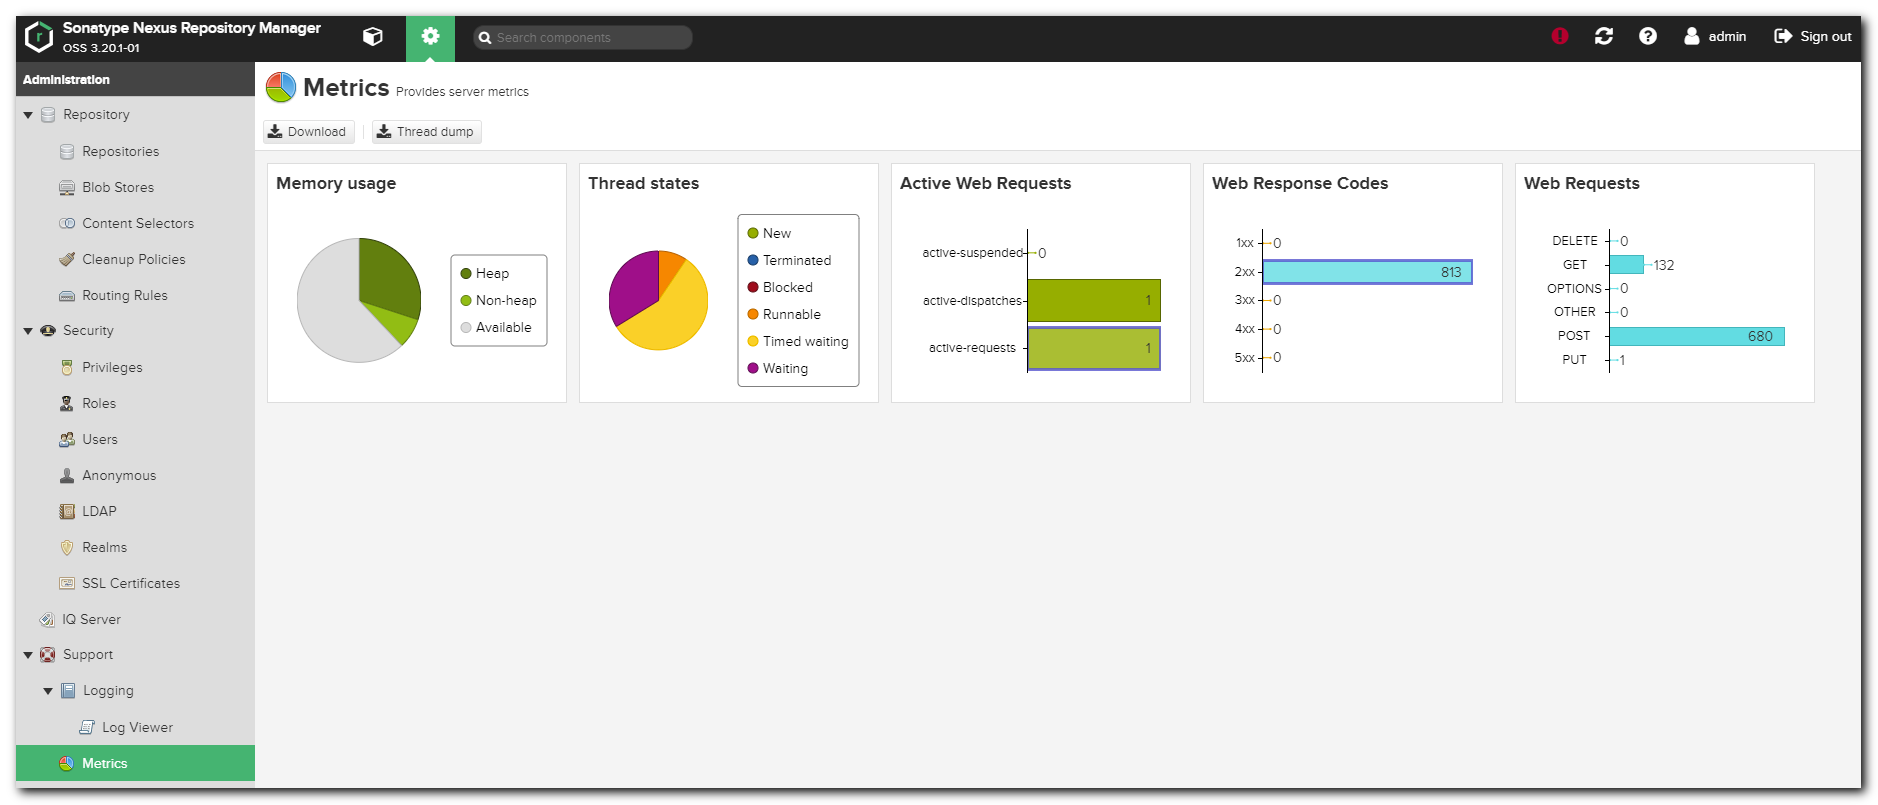 Sonatype Nexus Repository Manager
OSS 3.20.1-01
Search components
admin
Sign out
Administration
Repository
Repositories
Blob Stores
Content Selectors
Cleanup Policies
Routing Rules
Security
Privileges
Roles
Users
Anonymous
LDAP
Realms
SSL Certificates
IQ Server
Support
Logging
Log Viewer
Metrics
Metrics Provides server metrics
Download
Thread dump
Memory usage
Heap
Non-heap
Available
Thread states
New
Terminated
Blocked
Runnable
Timed waiting
Waiting
Active Web Requests
active-suspended 0
active-dispatches 1
active-requests 1
Web Response Codes
1xx 0
2xx 813
3xx 0
4xx 0
5xx 0
Web Requests
DELETE 0
GET 132
OPTIONS 0
OTHER 0
POST 680
PUT 1